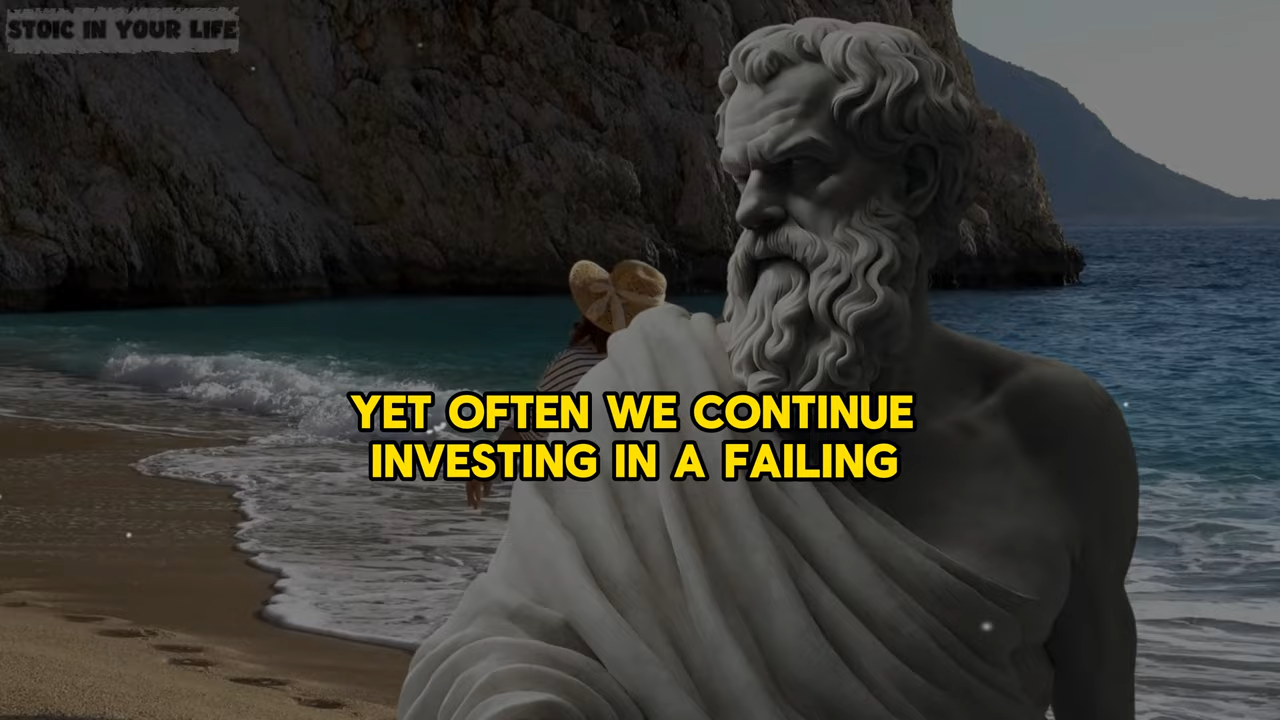 STOIC IN YOUR LIFE
YET OFTEN WE CONTINUE
INVESTING IN A FAILING